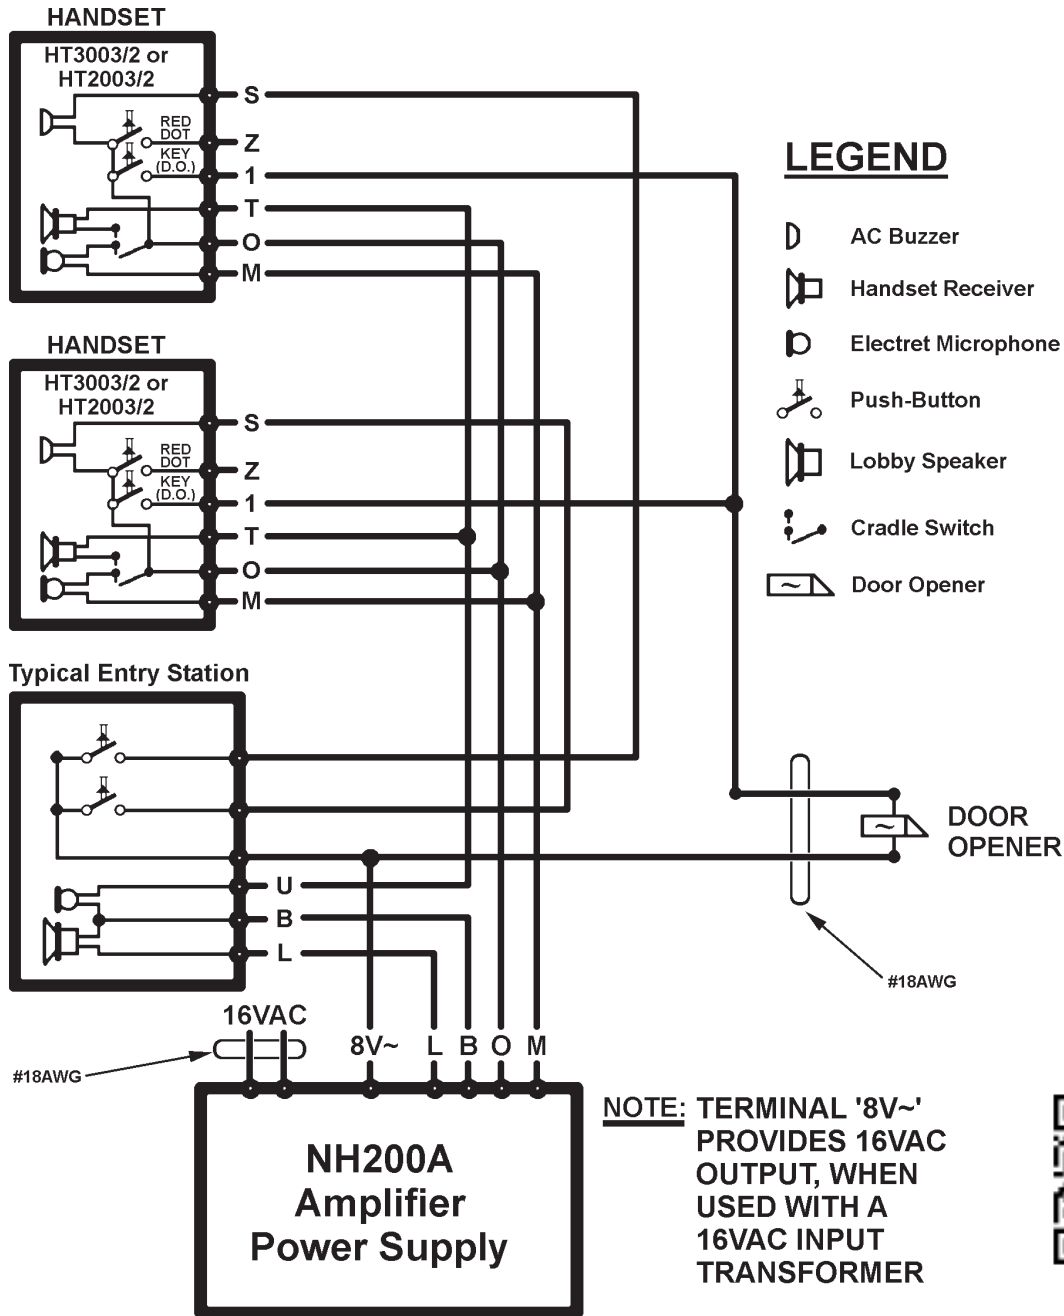 HANDSET
HT3003/2 or
HT2003/2
RED
DOT
KEY
(D.O.)
S
Z
1
T
O
M
LEGEND
AC Buzzer
Handset Receiver
Electret Microphone
Push-Button
Lobby Speaker
Cradle Switch
Door Opener
HANDSET
HT3003/2 or
HT2003/2
RED
DOT
KEY
(D.O.)
S
Z
1
T
O
M
Typical Entry Station
U
B
L
DOOR
OPENER
#18AWG
16VAC
#18AWG
8V~ L B O M
NH200A
Amplifier
Power Supply
NOTE: TERMINAL '8V~'
PROVIDES 16VAC
OUTPUT, WHEN
USED WITH A
16VAC INPUT
TRANSFORMER